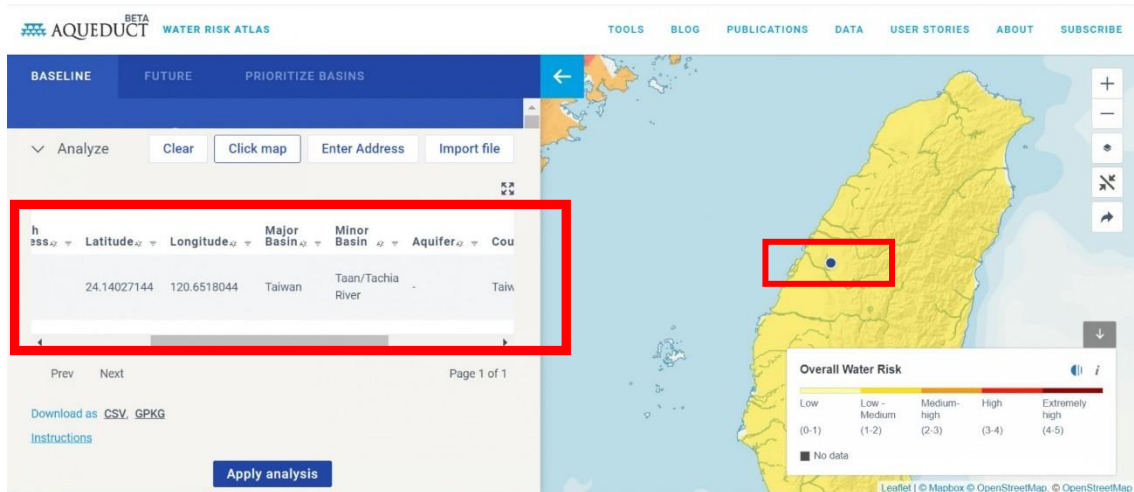 AQUEDUCT BETA WATER RISK ATLAS
TOOLS BLOG PUBLICATIONS DATA USER STORIES ABOUT SUBSCRIBE
BASELINE FUTURE PRIORITIZE BASINS
Analyze Clear Click map Enter Address Import file
h
ess Latitude Longitude Major Basin Minor Basin Aquifer Cou
24.14027144 120.6518044 Taiwan Taan/Tachia River - Taiw
Prev Next Page 1 of 1
Download as CSV, GPKG
Instructions
Apply analysis
+
−
Overall Water Risk i
Low Low - Medium Medium-high High Extremely high
(0-1) (1-2) (2-3) (3-4) (4-5)
No data
Leaflet | © Mapbox © OpenStreetMap, © OpenStreetMap